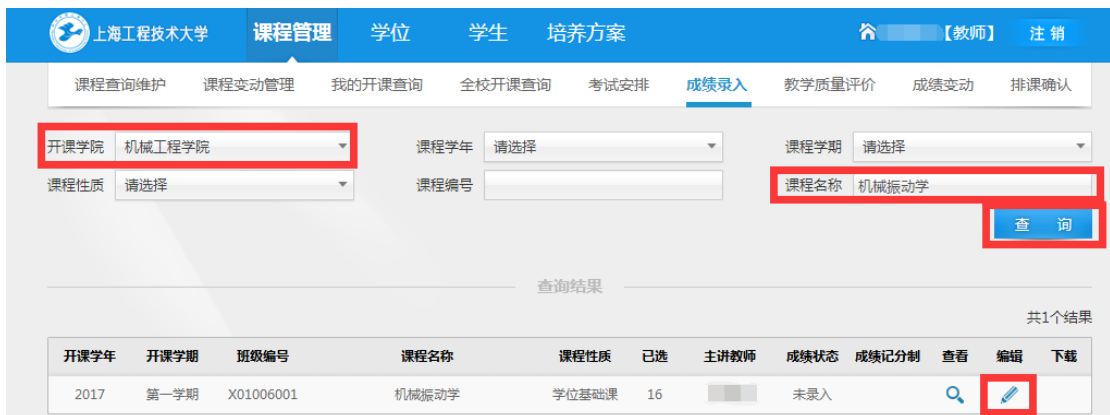 上海工程技术大学 课程管理 学位 学生 培养方案 【教师】 注销
课程查询维护 课程变动管理 我的开课查询 全校开课查询 考试安排 成绩录入 教学质量评价 成绩变动 排课确认
开课学院 机械工程学院 课程学年 请选择 课程学期 请选择
课程性质 请选择 课程编号 课程名称 机械振动学
查 询
查询结果
共1个结果
开课学年 开课学期 班级编号 课程名称 课程性质 已选 主讲教师 成绩状态 成绩记分制 查看 编辑 下载
2017 第一学期 X01006001 机械振动学 学位基础课 16 未录入